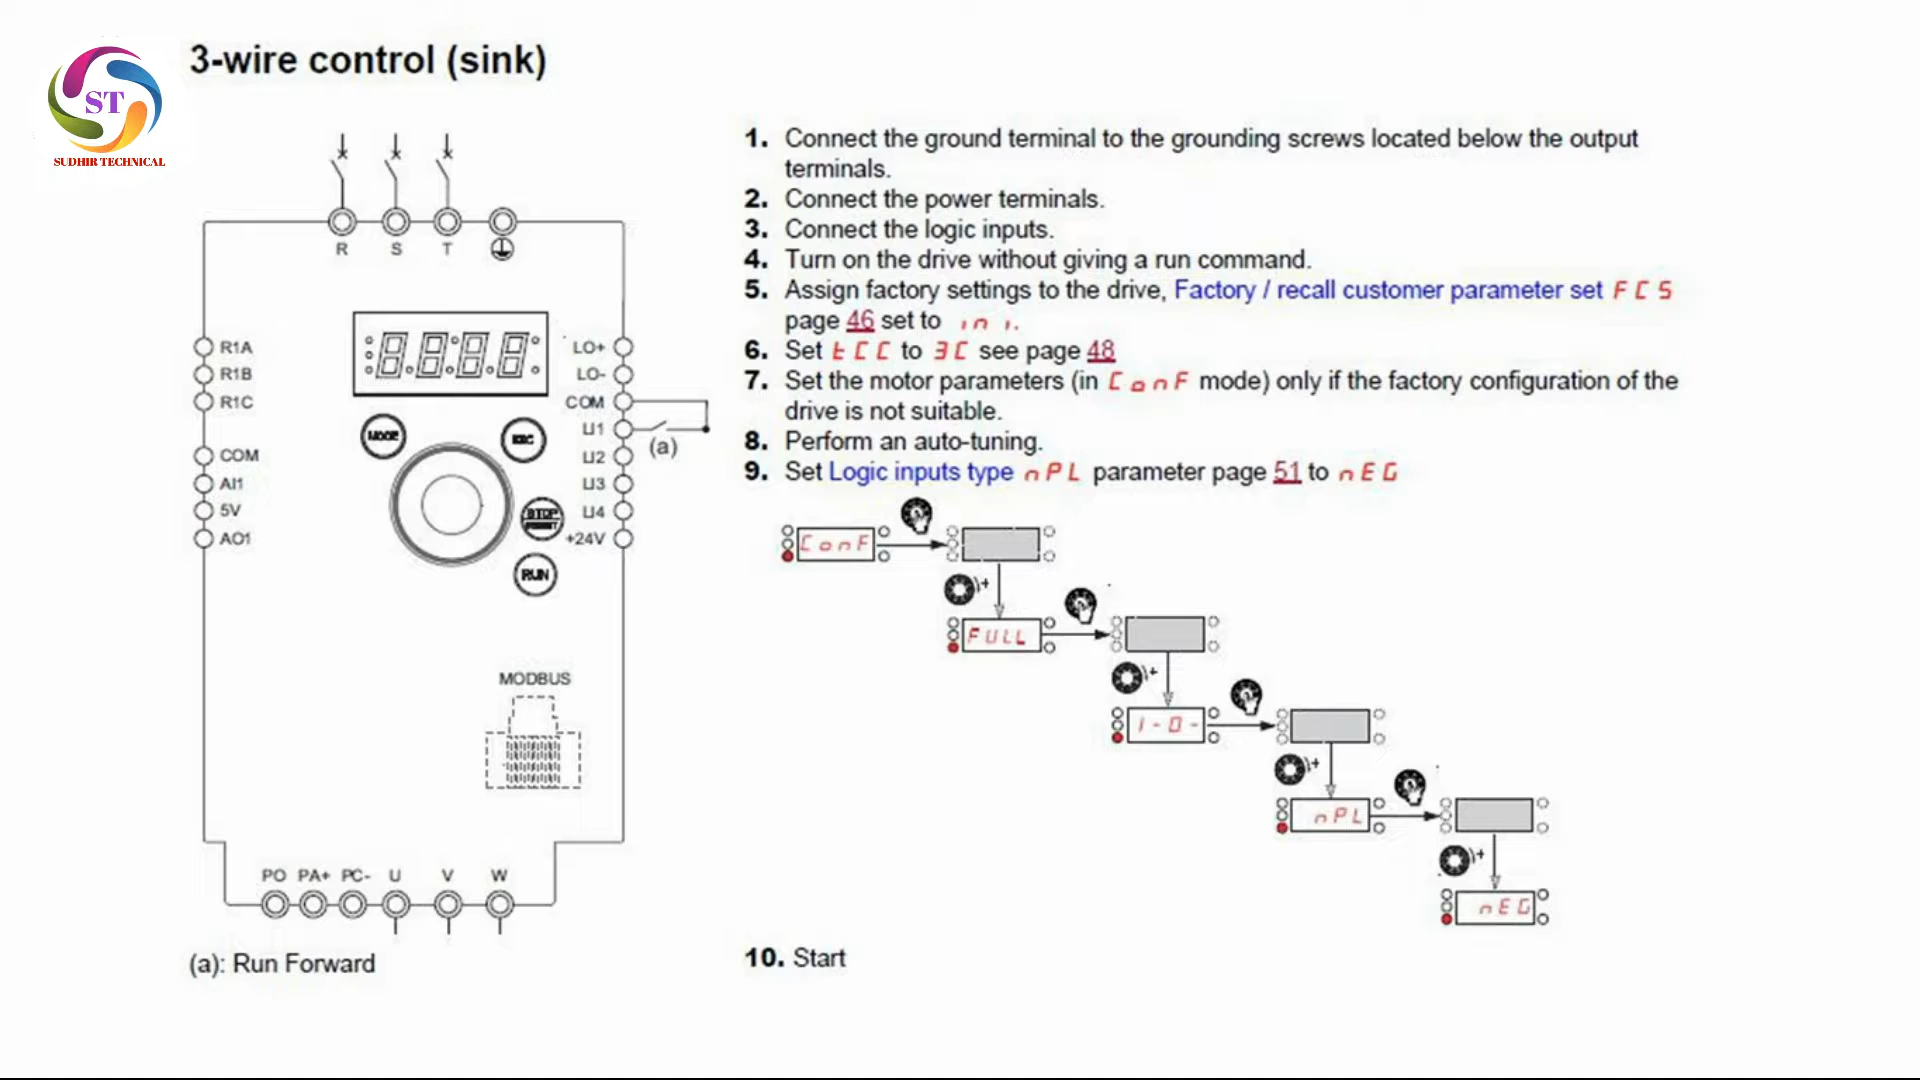 3-wire control (sink)
ST
SUDHIR TECHNICAL
R S T
R1A
R1B
R1C
COM
AI1
5V
AO1
LO+
LO-
COM
LI1
LI2
LI3
LI4
+24V
(a)
MODE
ESC
STOP
RESET
RUN
MODBUS
PO PA+ PC- U V W
(a): Run Forward
1. Connect the ground terminal to the grounding screws located below the output
terminals.
2. Connect the power terminals.
3. Connect the logic inputs.
4. Turn on the drive without giving a run command.
5. Assign factory settings to the drive, Factory / recall customer parameter set FCS
page 46 set to ini.
6. Set tCC to 3C see page 48
7. Set the motor parameters (in ConF mode) only if the factory configuration of the
drive is not suitable.
8. Perform an auto-tuning.
9. Set Logic inputs type nPL parameter page 51 to nEG
ConF
FULL
I-O-
nPL
nEG
10. Start